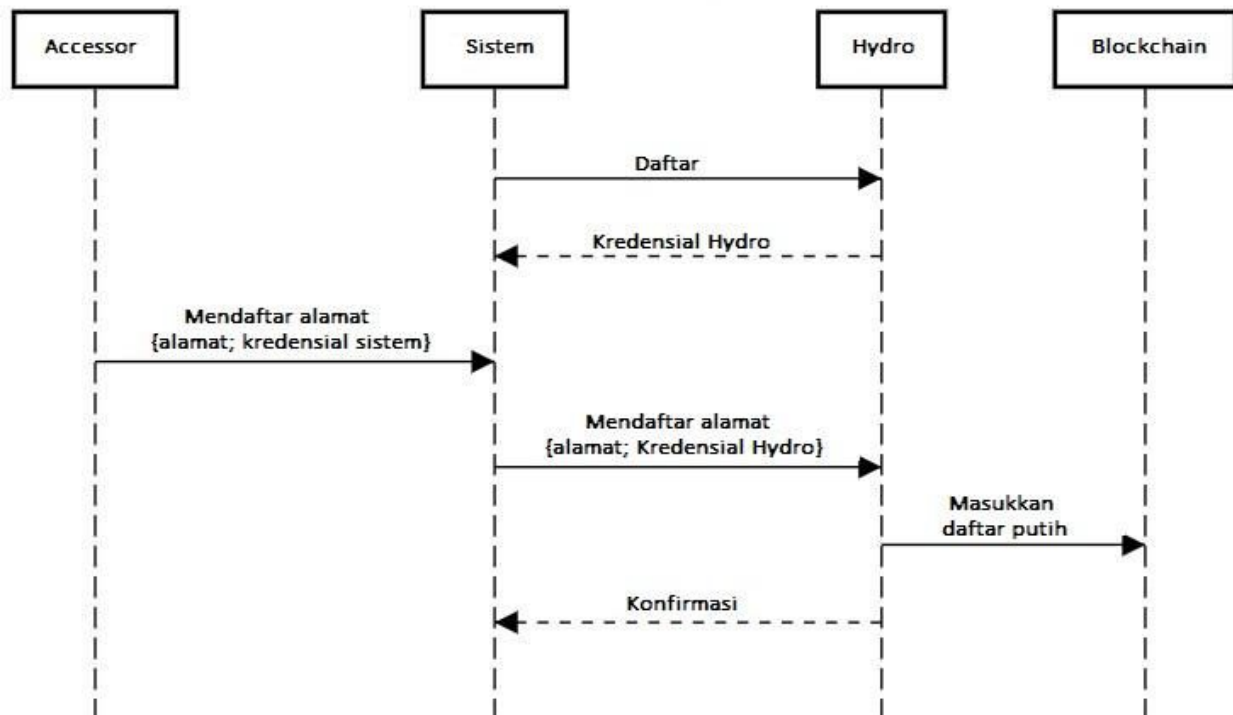 Accessor
Sistem
Hydro
Blockchain
Daftar
Kredensial Hydro
Mendaftar alamat
{alamat; kredensial sistem}
Mendaftar alamat
{alamat; Kredensial Hydro}
Masukkan
daftar putih
Konfirmasi